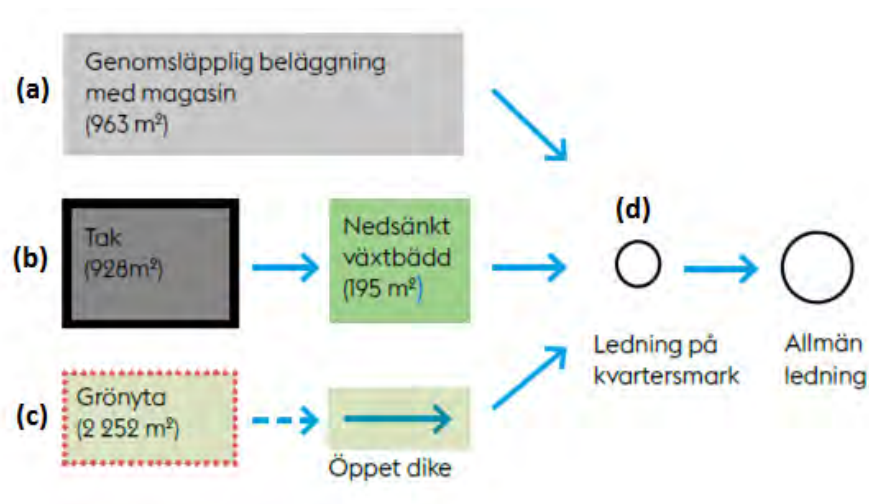 (a)
Genomsläpplig beläggning
med magasin
(963 m²)
(b)
Tak
(928m²)
Nedsänkt
växtbädd
(195 m²)
(d)
Ledning på
kvartersmark
Allmän
ledning
(c)
Grönyta
(2 252 m²)
Öppet dike